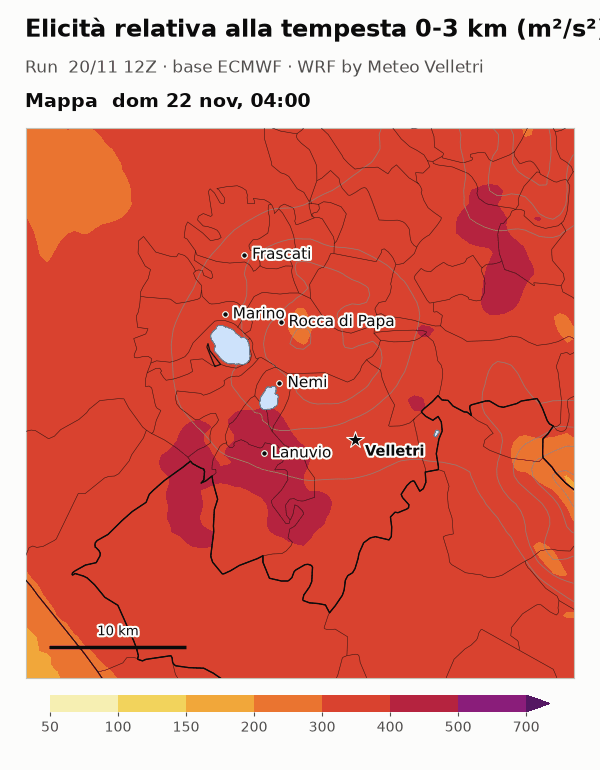 Elicità relativa alla tempesta 0-3 km (m²/s²)
Run  20/11 12Z · base ECMWF · WRF by Meteo Velletri
Mappa  dom 22 nov, 04:00
Frascati
Marino
Rocca di Papa
Nemi
Velletri
Lanuvio
10 km
50 100 150 200 300 400 500 700